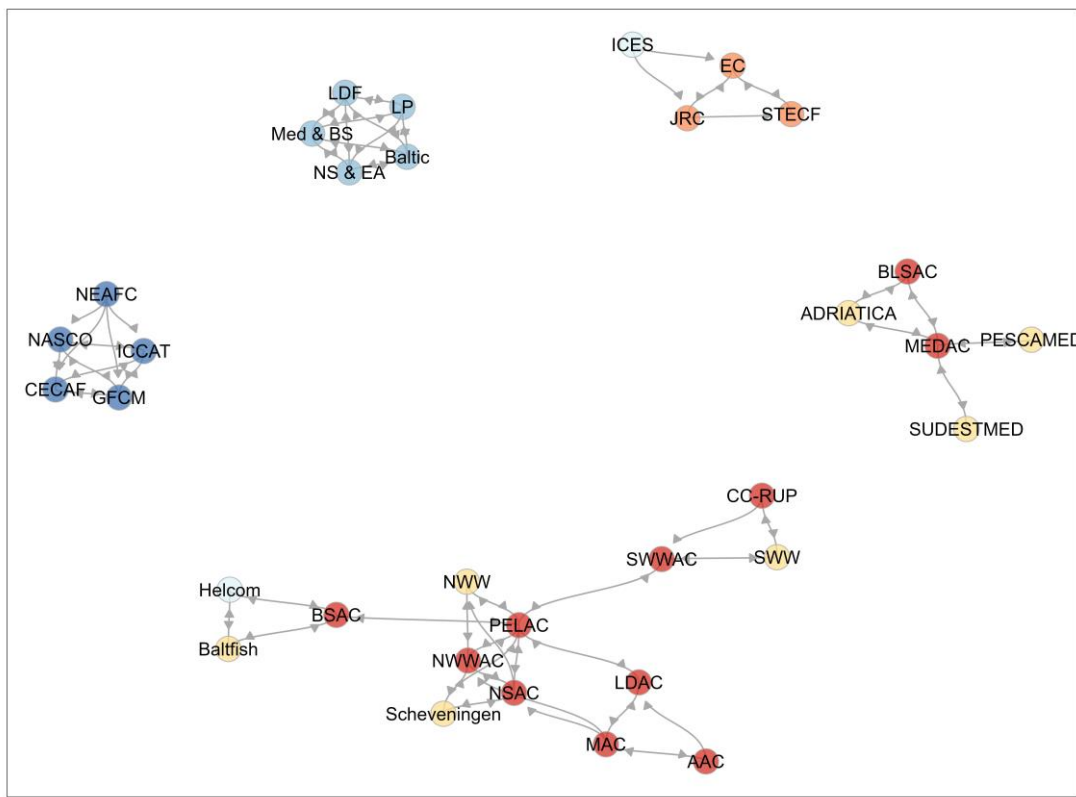 ICES
EC
JRC
STECF
LDF
LP
Med & BS
Baltic
NS & EA
NEAFC
NASCO
ICCAT
CECAF
GFCM
BLSAC
ADRIATICA
MEDAC
PESCAMED
SUDESTMED
CC-RUP
SWWAC
SWW
NWW
Helcom
BSAC
PELAC
Baltfish
NWWAC
LDAC
NSAC
Scheveningen
MAC
AAC